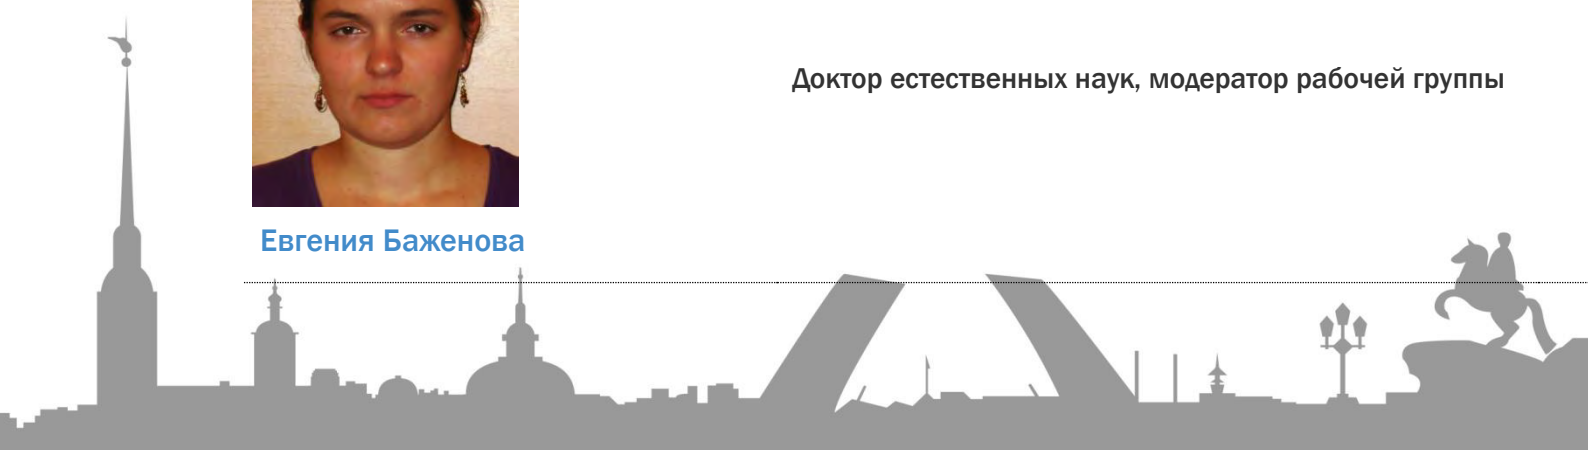 Доктор естественных наук, модератор рабочей группы
Евгения Баженова